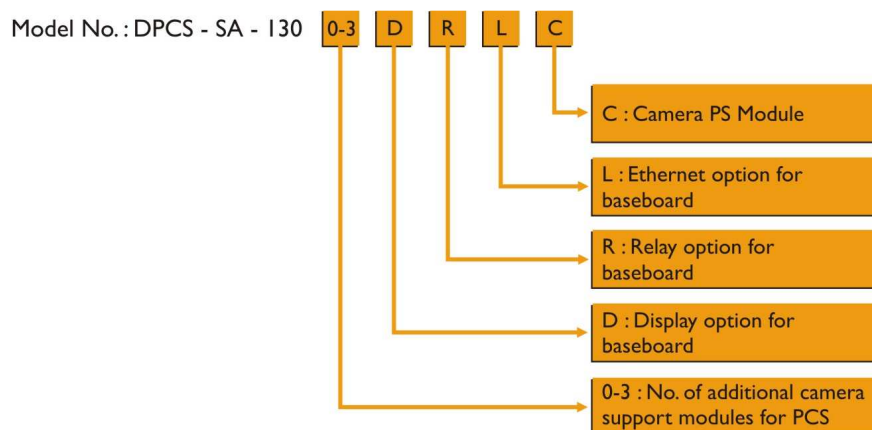 Model No. : DPCS - SA - 130 0-3 D R L C
C : Camera PS Module
L : Ethernet option for
baseboard
R : Relay option for
baseboard
D : Display option for
baseboard
0-3 : No. of additional camera
support modules for PCS